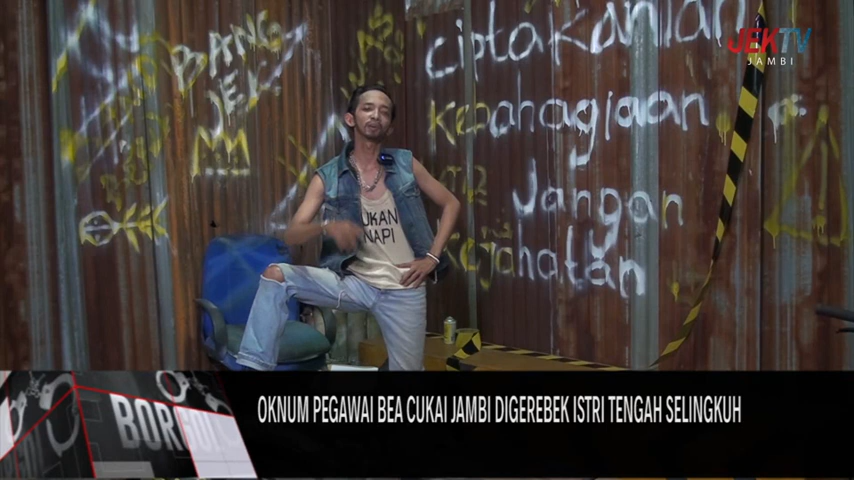 JEKTV
JAMBI
BANG
JEK
Ciptakanlah
kebahagiaan
Jangan
kejahatan
UKAN
NAPI
BORGOL
OKNUM PEGAWAI BEA CUKAI JAMBI DIGEREBEK ISTRI TENGAH SELINGKUH